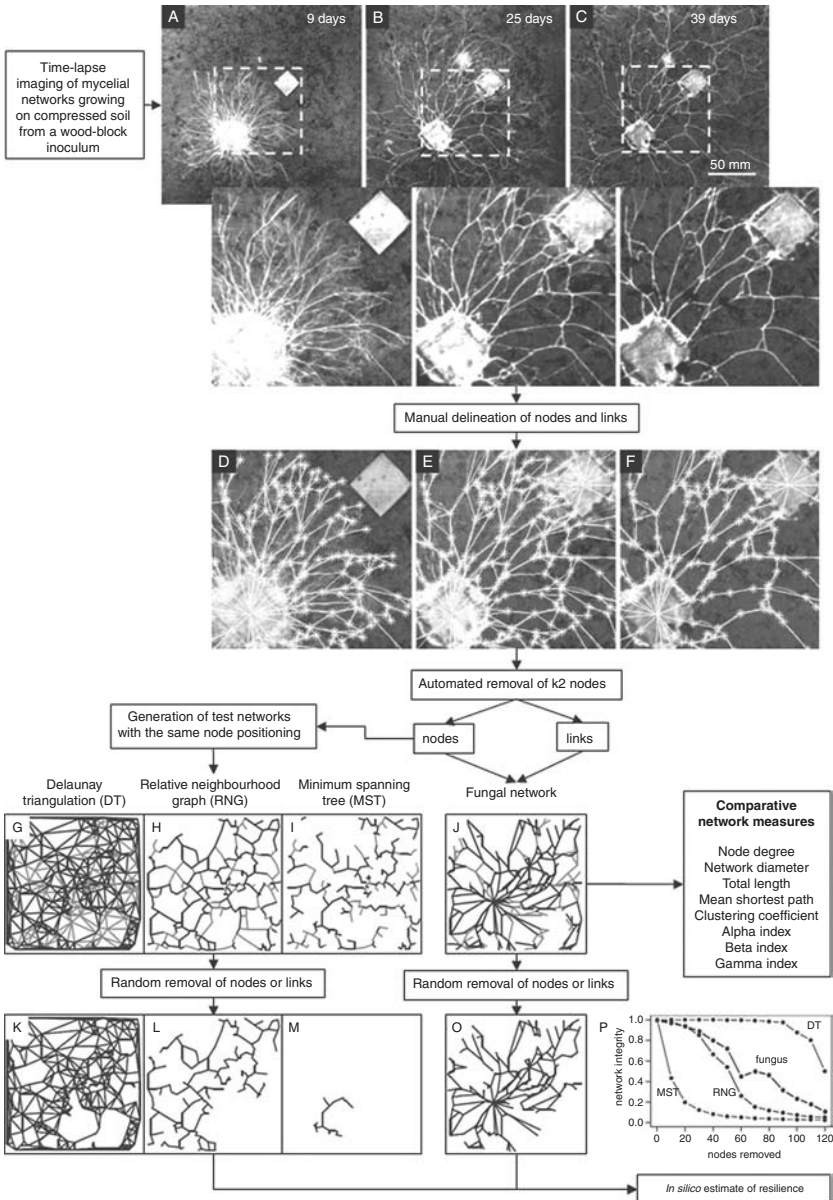 A
9 days
B
25 days
C
39 days
Time-lapse
imaging of mycelial
networks growing
on compressed soil
from a wood-block
inoculum
50 mm
Manual delineation of nodes and links
D
E
F
Automated removal of k2 nodes
Generation of test networks
with the same node positioning
nodes
links
Delaunay
triangulation (DT)
Relative neighbourhood
graph (RNG)
Minimum spanning
tree (MST)
Fungal network
Comparative
network measures
Node degree
Network diameter
Total length
Mean shortest path
Clustering coefficient
Alpha index
Beta index
Gamma index
G
H
I
J
Random removal of nodes or links
Random removal of nodes or links
K
L
M
O
P
network integrity
1.0
0.8
0.6
0.4
0.2
0.0
DT
fungus
MST
RNG
0 20 40 60 80 100 120
nodes removed
In silico estimate of resilience